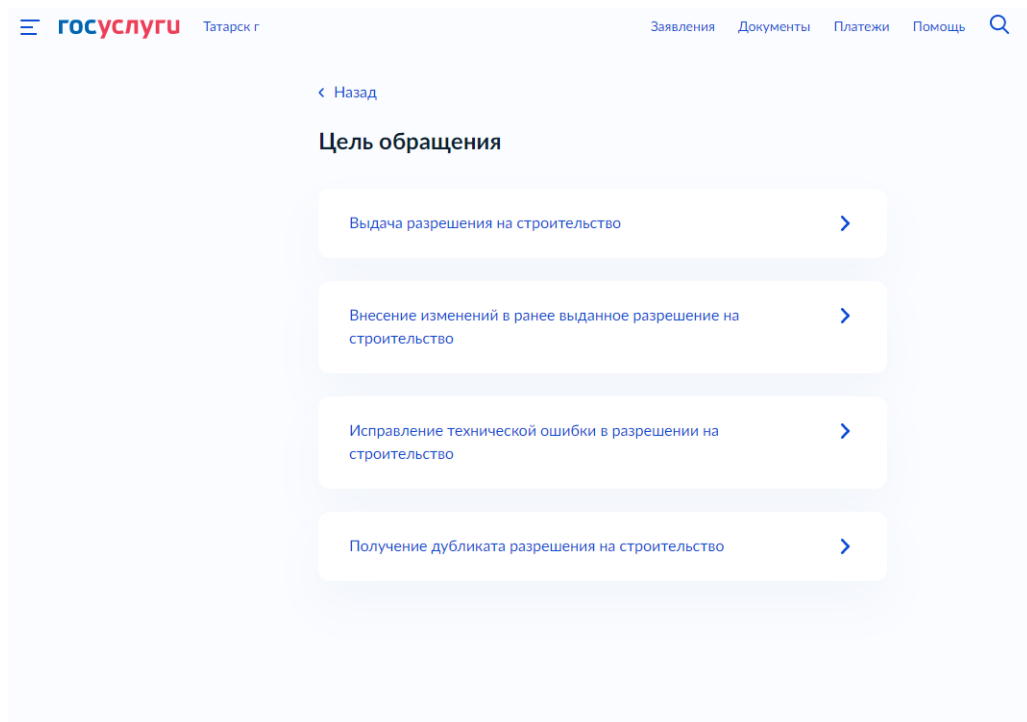 госуслуги Татарск г Заявления Документы Платежи Помощь
Назад
Цель обращения
Выдача разрешения на строительство
Внесение изменений в ранее выданное разрешение на
строительство
Исправление технической ошибки в разрешении на
строительство
Получение дубликата разрешения на строительство